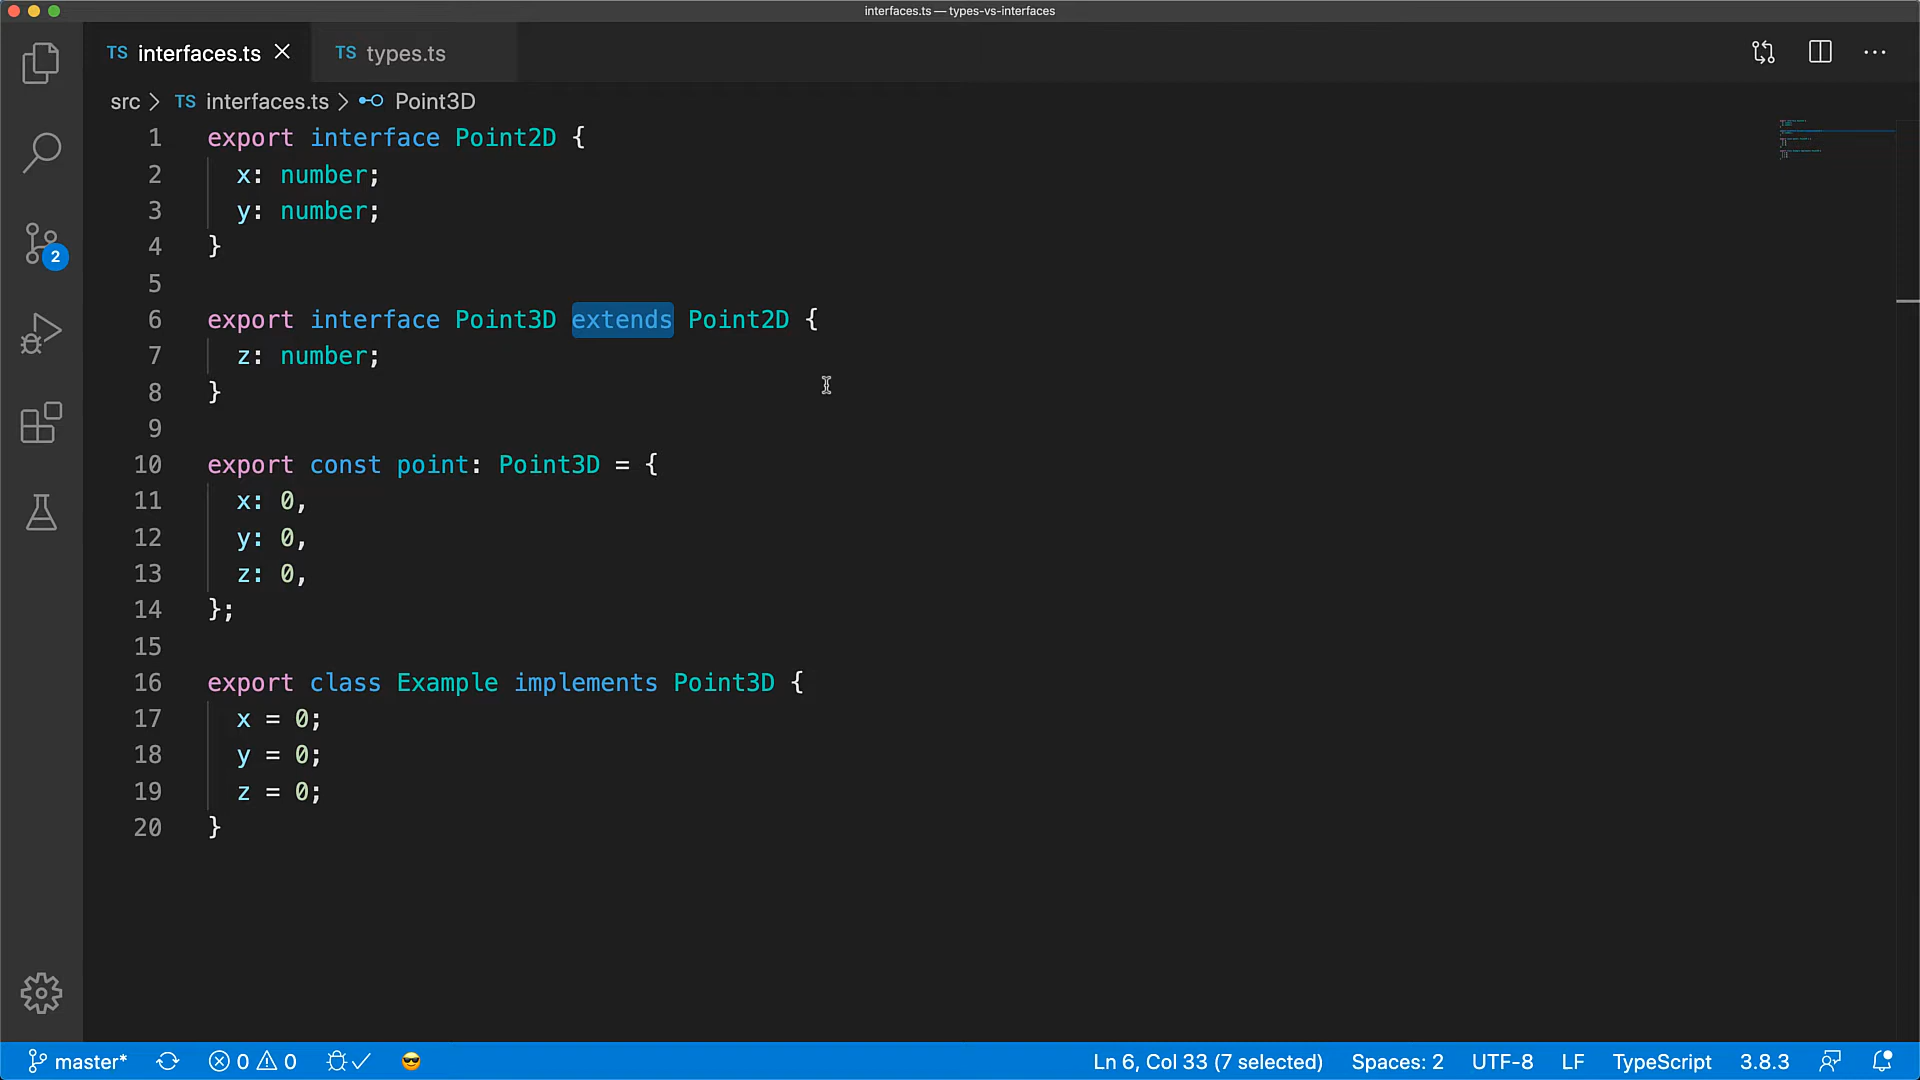 interfaces.ts — types-vs-interfaces
TS interfaces.ts TS types.ts
src > TS interfaces.ts > Point3D
1 export interface Point2D {
2 x: number;
3 y: number;
4 }
5
6 export interface Point3D extends Point2D {
7 z: number;
8 }
9
10 export const point: Point3D = {
11 x: 0,
12 y: 0,
13 z: 0,
14 };
15
16 export class Example implements Point3D {
17 x = 0;
18 y = 0;
19 z = 0;
20 }
2
master* 0 0 Ln 6, Col 33 (7 selected) Spaces: 2 UTF-8 LF TypeScript 3.8.3